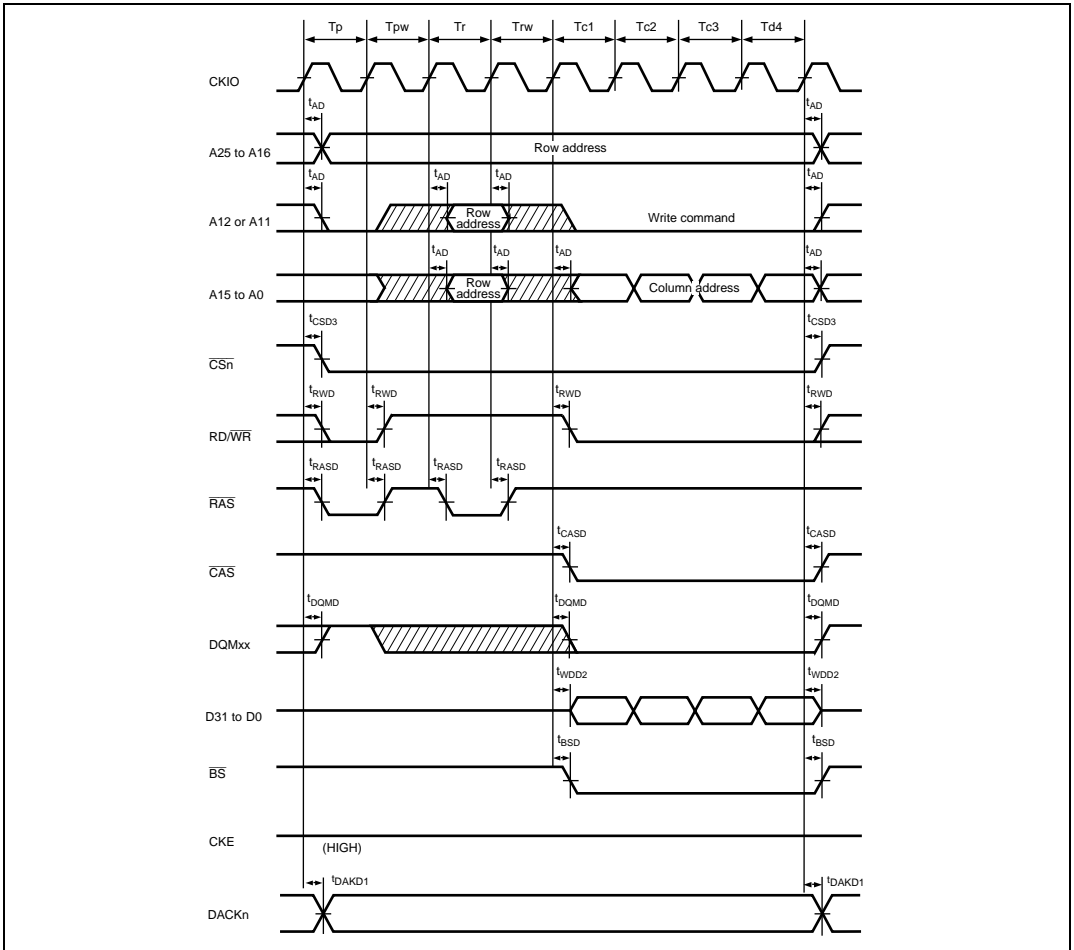 Tp Tpw Tr Trw Tc1 Tc2 Tc3 Td4
CKIO
tAD tAD
A25 to A16 Row address
tAD tAD tAD tAD
A12 or A11 Row address Write command
tAD tAD tAD tAD
A15 to A0 Row address Column address
tCSD3 tCSD3
CSn
tRWD tRWD tRWD tRWD
RD/WR
tRASD tRASD tRASD tRASD
RAS
tCASD tCASD
CAS
tDQMD tDQMD tDQMD
DQMxx
tWDD2 tWDD2
D31 to D0
tBSD tBSD
BS
CKE
(HIGH)
tDAKD1 tDAKD1
DACKn